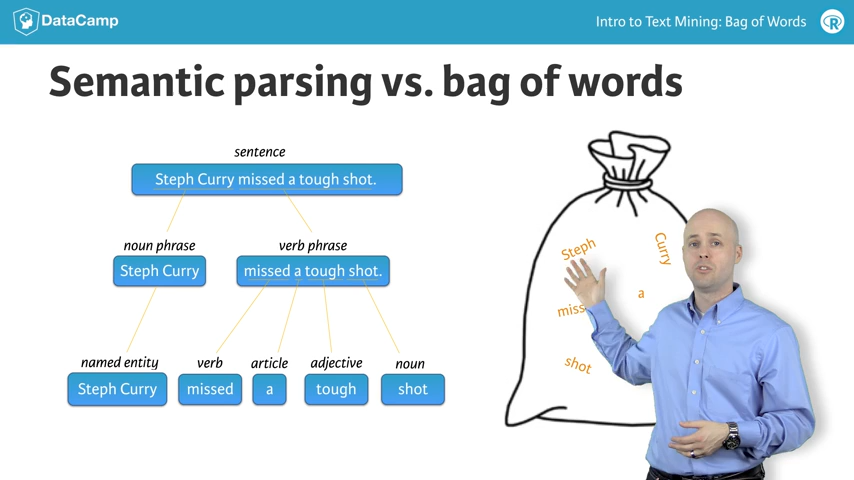 DataCamp
Intro to Text Mining: Bag of Words
R
Semantic parsing vs. bag of words
sentence
Steph Curry missed a tough shot.
noun phrase
verb phrase
Steph Curry
missed a tough shot.
named entity
verb
article
adjective
noun
Steph Curry
missed
a
tough
shot
Steph
Curry
a
miss
shot